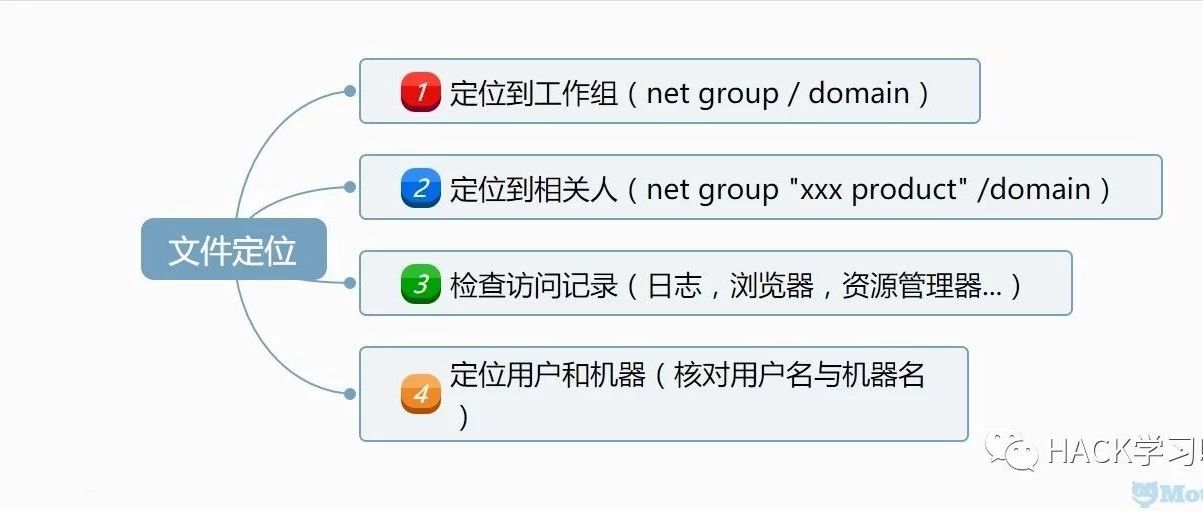 1 定位到工作组（net group / domain）
2 定位到相关人（net group "xxx product" /domain）
文件定位
3 检查访问记录（日志，浏览器，资源管理器...）
4 定位用户和机器（核对用户名与机器名
）
HACK学习